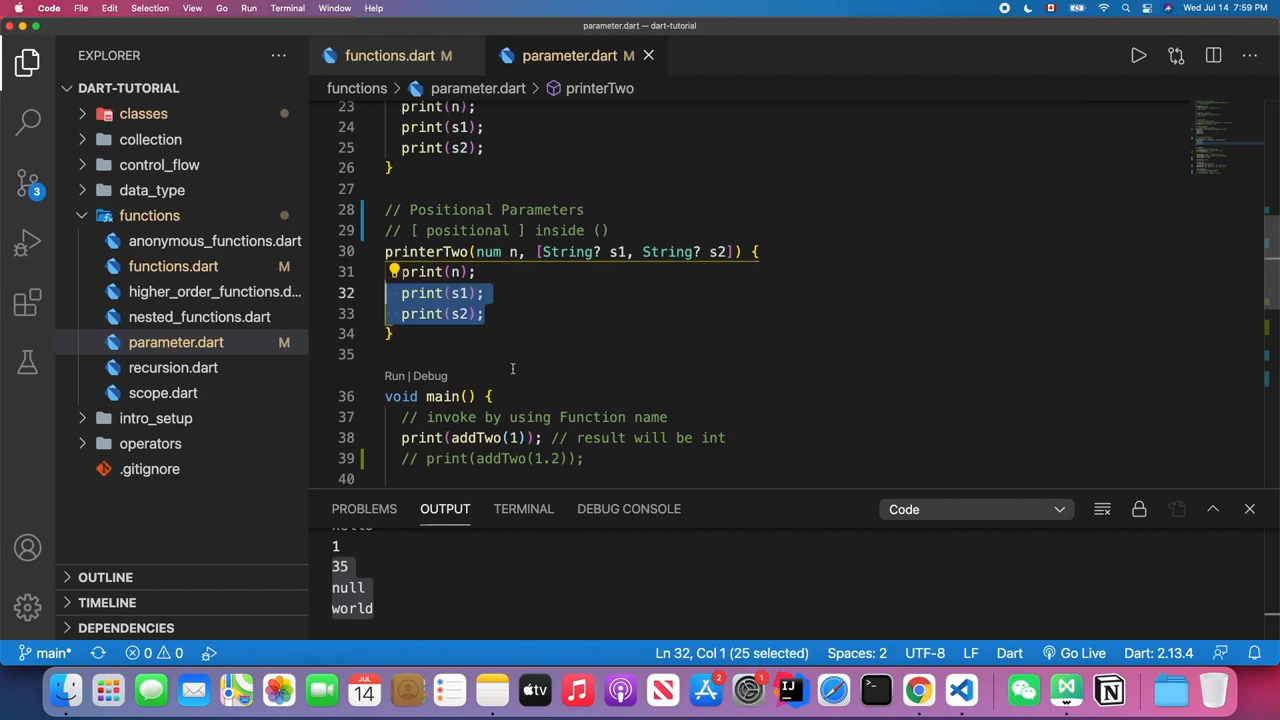 Code File Edit Selection View Go Run Terminal Window Help Wed Jul 14 7:59 PM
parameter.dart — dart-tutorial
EXPLORER
functions.dart M
parameter.dart M
DART-TUTORIAL
functions > parameter.dart > printerTwo
classes
collection
control_flow
data_type
functions
anonymous_functions.dart
functions.dart M
higher_order_functions.d...
nested_functions.dart
parameter.dart M
recursion.dart
scope.dart
intro_setup
operators
.gitignore
OUTLINE
TIMELINE
DEPENDENCIES
3
23 print(n);
24 print(s1);
25 print(s2);
26 }
27
28 // Positional Parameters
29 // [ positional ] inside ()
30 printerTwo(num n, [String? s1, String? s2]) {
31 print(n);
32 print(s1);
33 print(s2);
34 }
35
Run | Debug
36 void main() {
37 // invoke by using Function name
38 print(addTwo(1)); // result will be int
39 // print(addTwo(1.2));
40
PROBLEMS OUTPUT TERMINAL DEBUG CONSOLE Code
1
35
null
world
main* 0 0 Ln 32, Col 1 (25 selected) Spaces: 2 UTF-8 LF Dart Go Live Dart: 2.13.4
JUL
14
tv
2
1
IJ